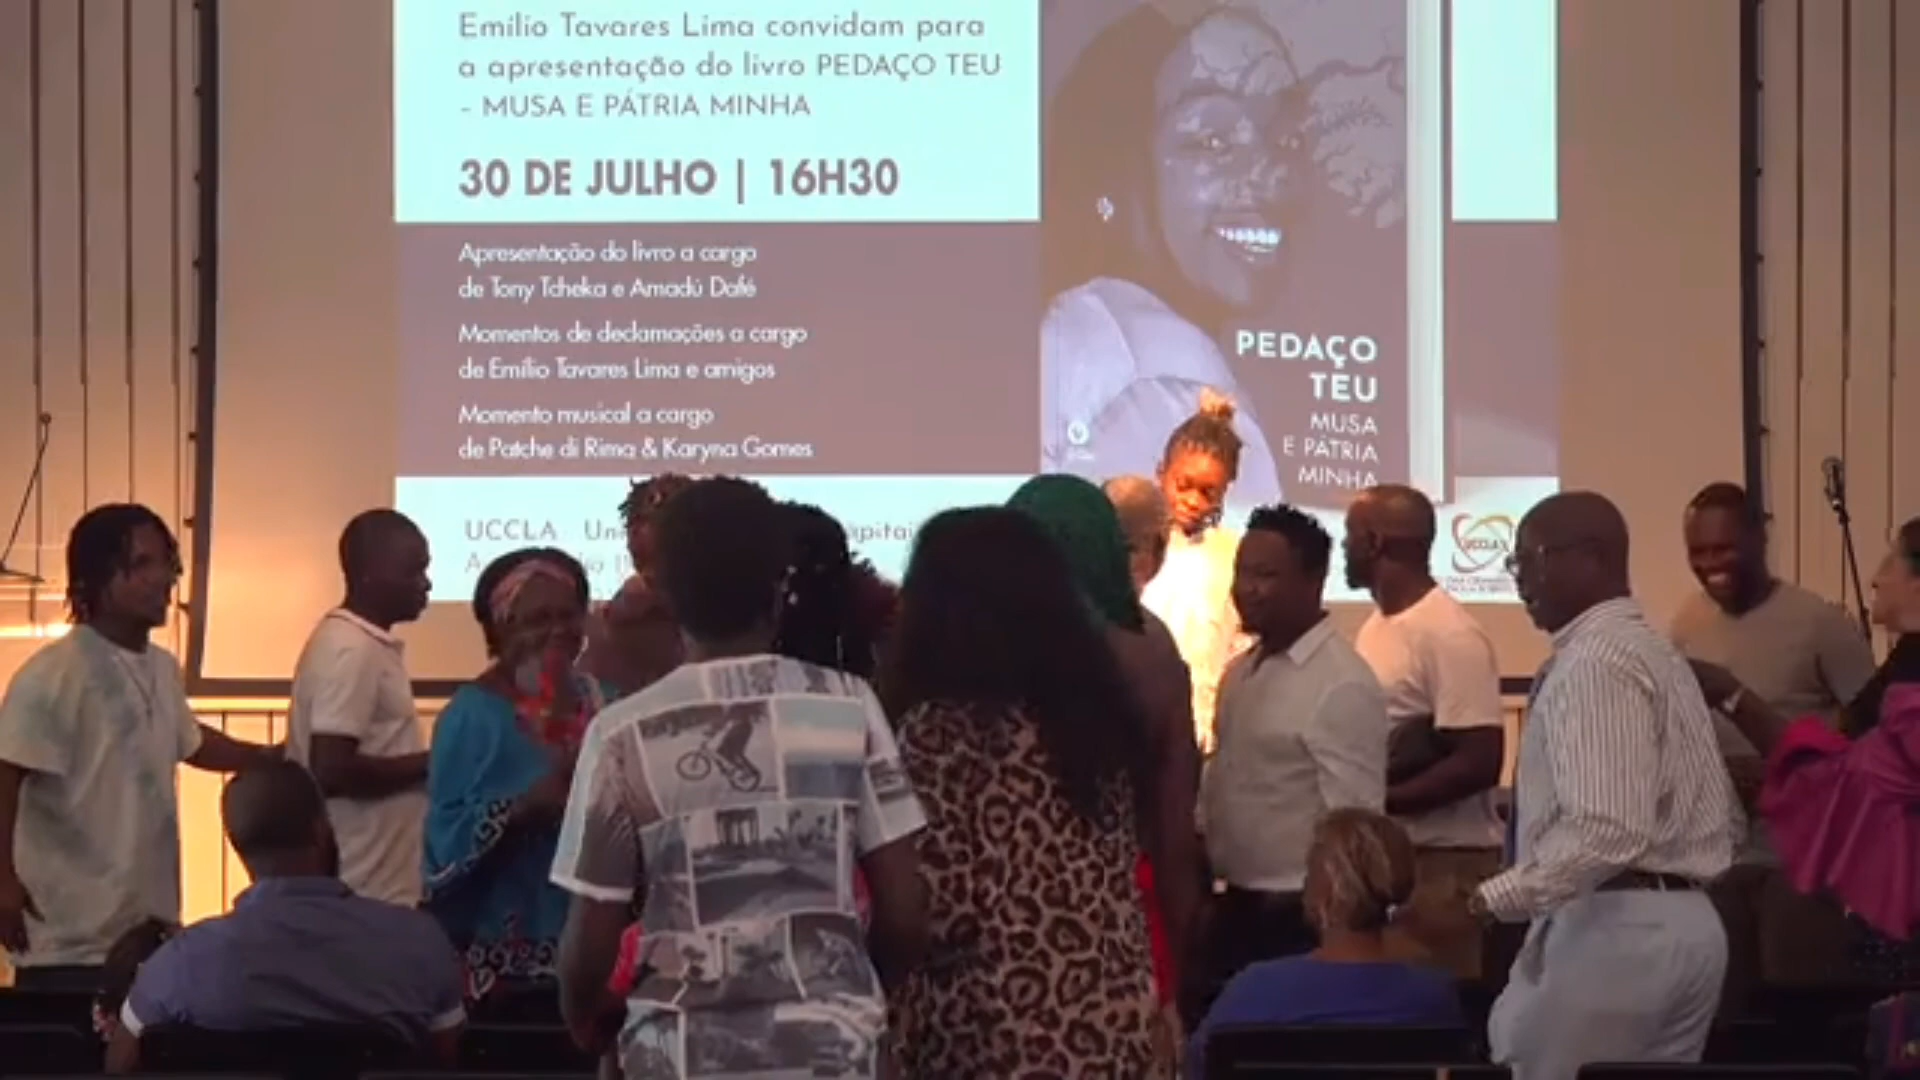 Emílio Tavares Lima convidam para
a apresentação do livro PEDAÇO TEU
- MUSA E PÁTRIA MINHA
30 DE JULHO | 16H30
Apresentação do livro a cargo
de Tony Tcheka e Amadú Dafé
Momentos de declamações a cargo
de Emílio Tavares Lima e amigos
Momento musical a cargo
de Patche di Rima & Karyna Gomes
UCCLA
PEDAÇO
TEU
MUSA
E PÁTRIA
MINHA
UCCLA